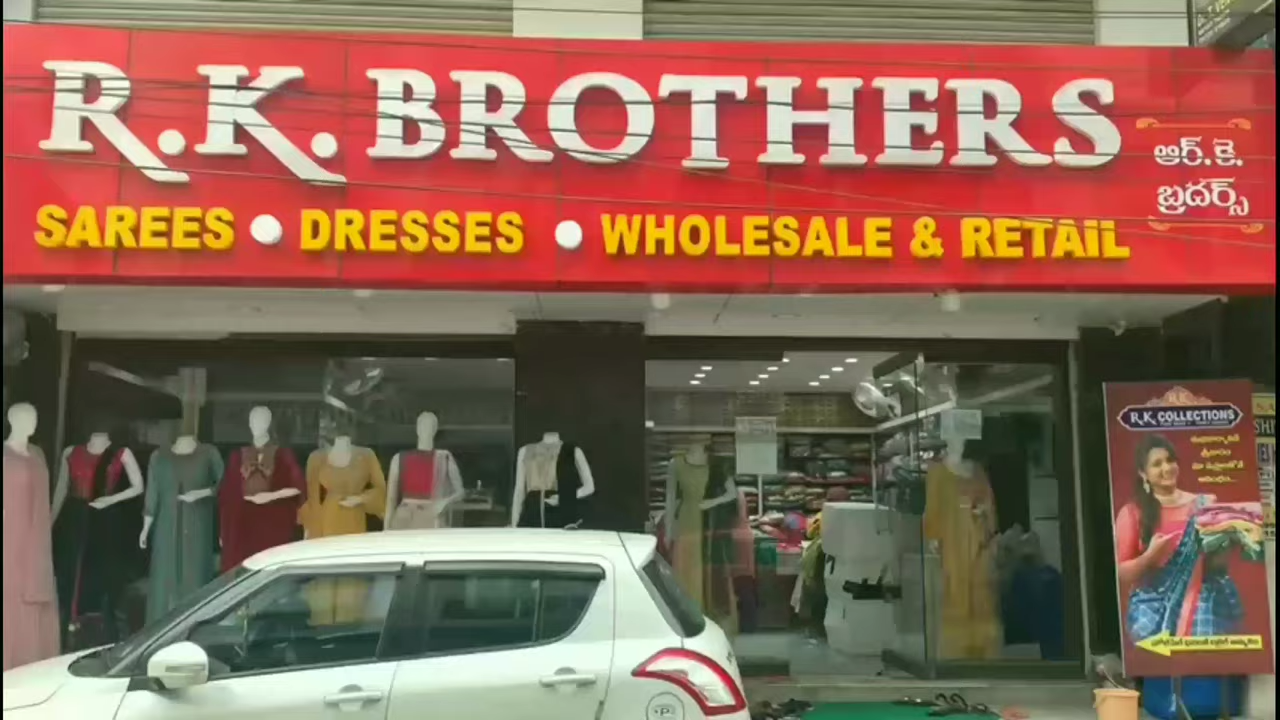 R.K. BROTHERS
ఆర్.కె.
బ్రదర్స్
SAREES • DRESSES • WHOLESALE & RETAIL
R.K. COLLECTIONS